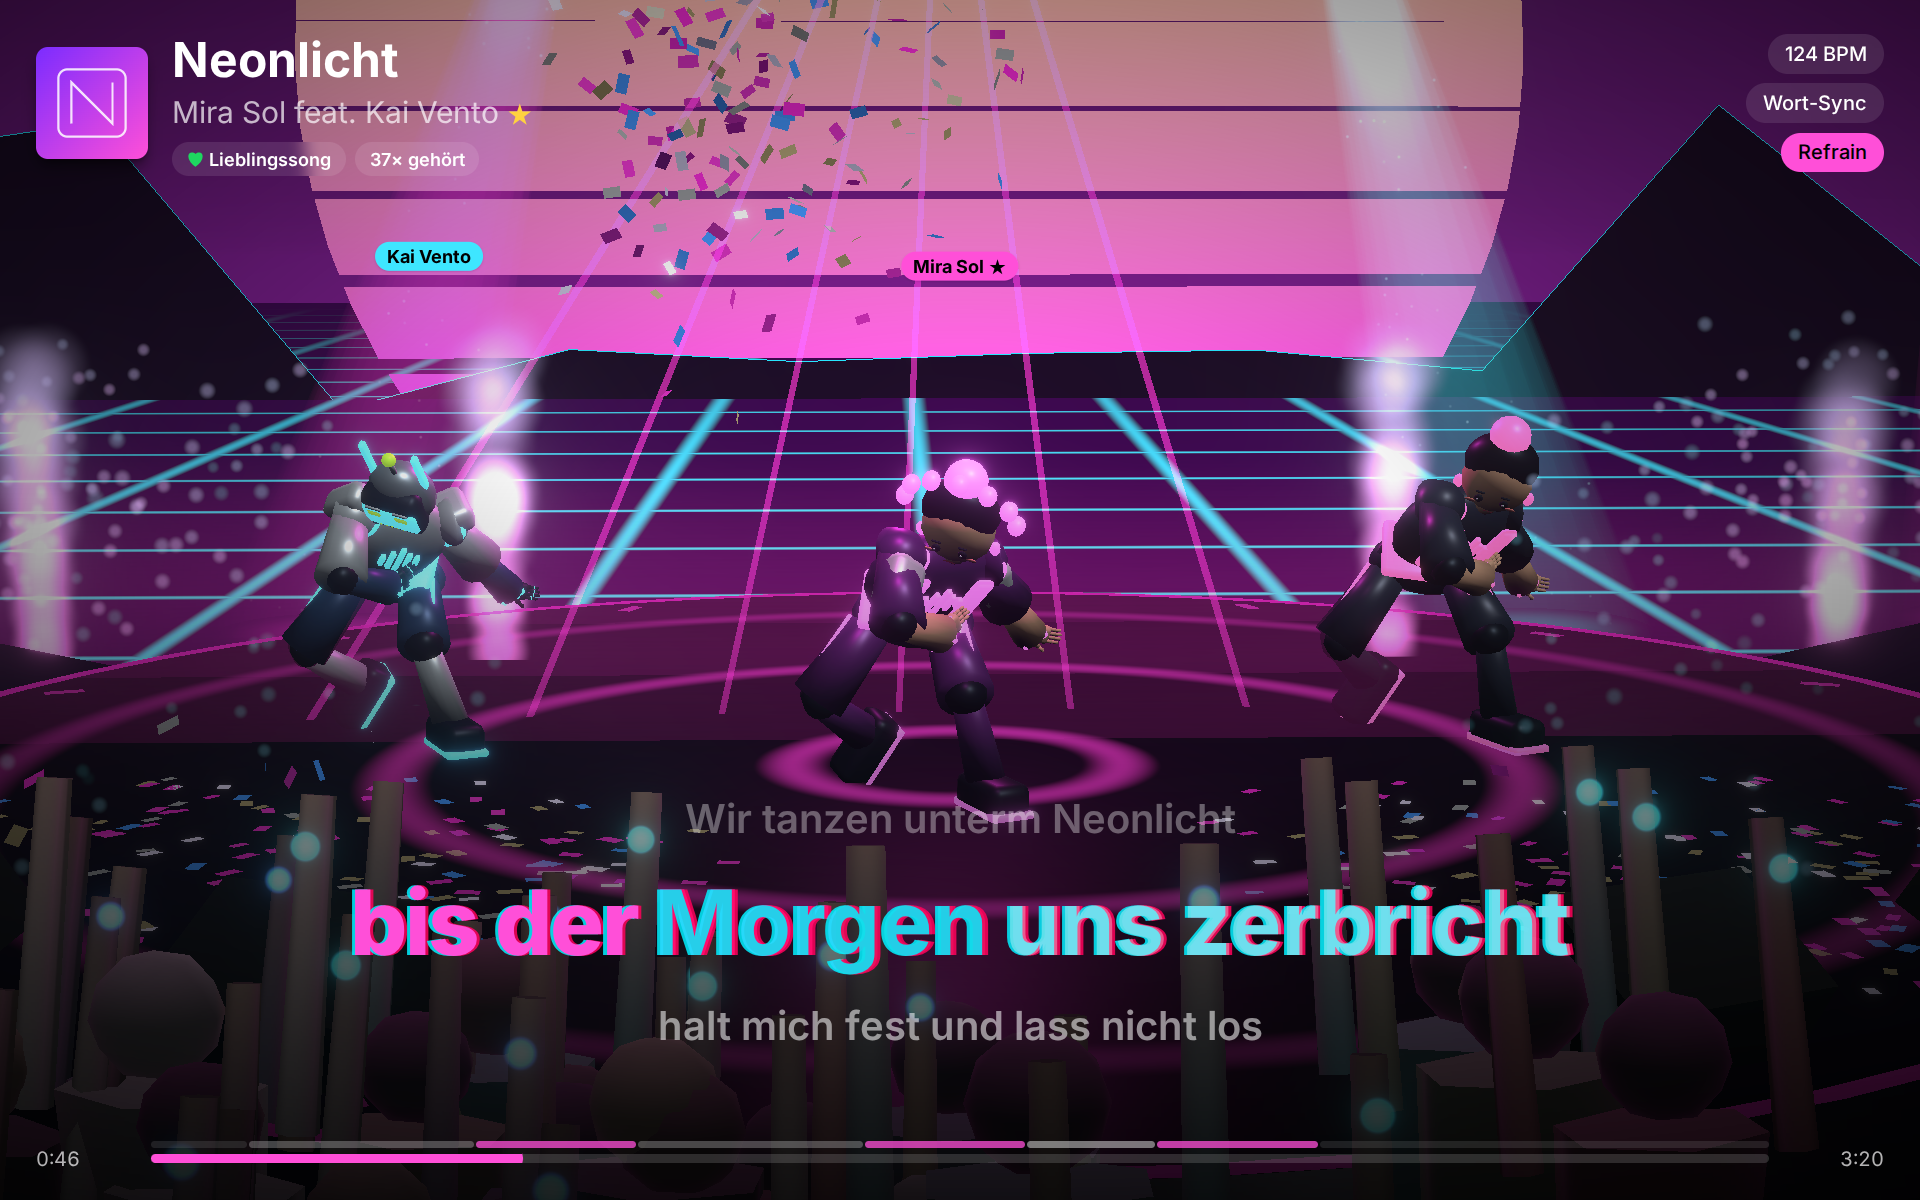 N
Neonlicht
Mira Sol feat. Kai Vento ★
Lieblingssong
37× gehört
124 BPM
Wort-Sync
Refrain
Kai Vento
Mira Sol ★
Wir tanzen unterm Neonlicht
bis der Morgen uns zerbricht
halt mich fest und lass nicht los
0:46
3:20